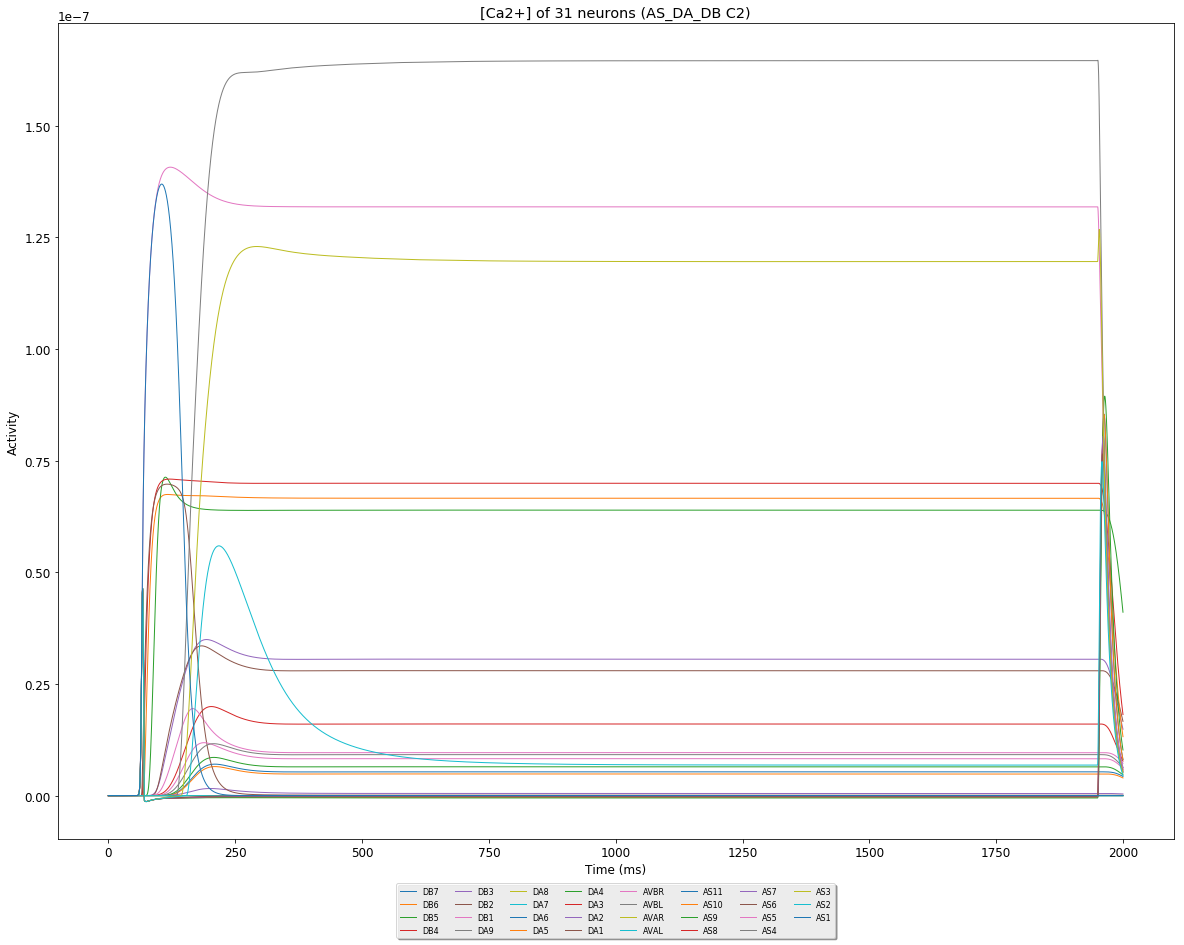 [Ca2+] of 31 neurons (AS_DA_DB C2)
1e−7
1.50
1.25
1.00
0.75
0.50
0.25
0.00
Activity
0 250 500 750 1000 1250 1500 1750 2000
Time (ms)
DB7 DB3 DA8 DA4 AVBR AS11 AS7 AS3
DB6 DB2 DA7 DA3 AVBL AS10 AS6 AS2
DB5 DB1 DA6 DA2 AVAR AS9 AS5 AS1
DB4 DA9 DA5 DA1 AVAL AS8 AS4